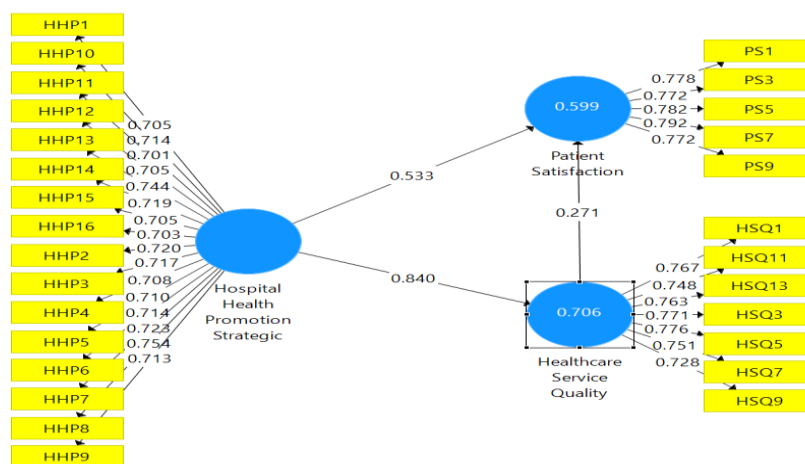 HHP1
HHP10
HHP11
HHP12
HHP13
HHP14
HHP15
HHP16
HHP2
HHP3
HHP4
HHP5
HHP6
HHP7
HHP8
HHP9
0.705
0.714
0.701
0.705
0.744
0.719
0.705
0.703
0.720
0.717
0.708
0.710
0.714
0.723
0.754
0.713
Hospital
Health
Promotion
Strategic
0.533
0.840
0.599
Patient
Satisfaction
0.271
0.706
Healthcare
Service
Quality
0.778
0.772
0.782
0.792
0.772
PS1
PS3
PS5
PS7
PS9
0.767
0.748
0.763
0.771
0.776
0.751
0.728
HSQ1
HSQ11
HSQ13
HSQ3
HSQ5
HSQ7
HSQ9